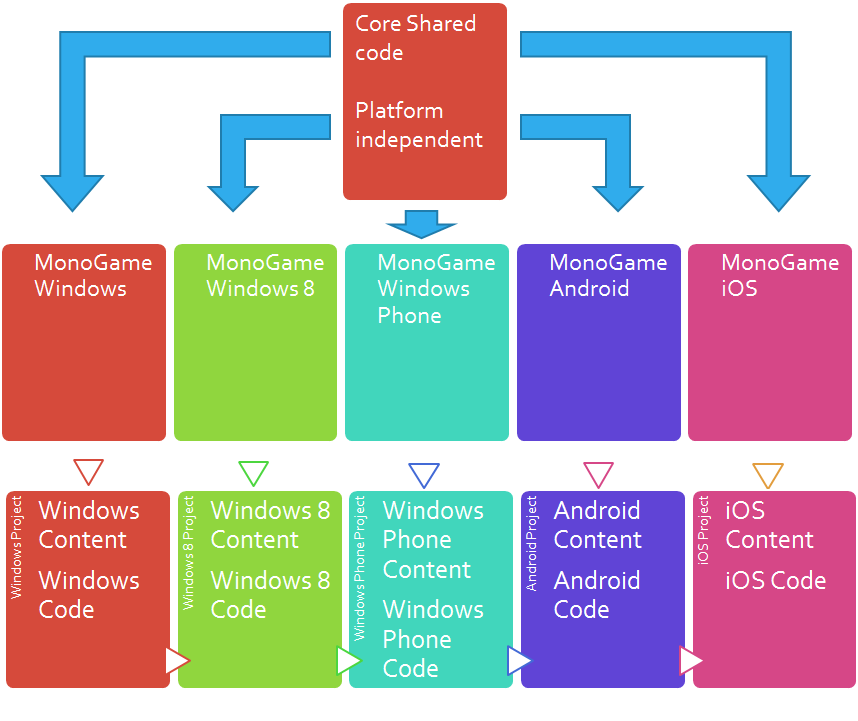 Core Shared
code
Platform
independent
MonoGame
Windows
MonoGame
Windows 8
MonoGame
Windows
Phone
MonoGame
Android
MonoGame
iOS
Windows Project
Windows
Content
Windows
Code
Windows 8 Project
Windows 8
Content
Windows 8
Code
Windows Phone Project
Windows
Phone
Content
Windows
Phone
Code
Android Project
Android
Content
Android
Code
iOS Project
iOS
Content
iOS Code